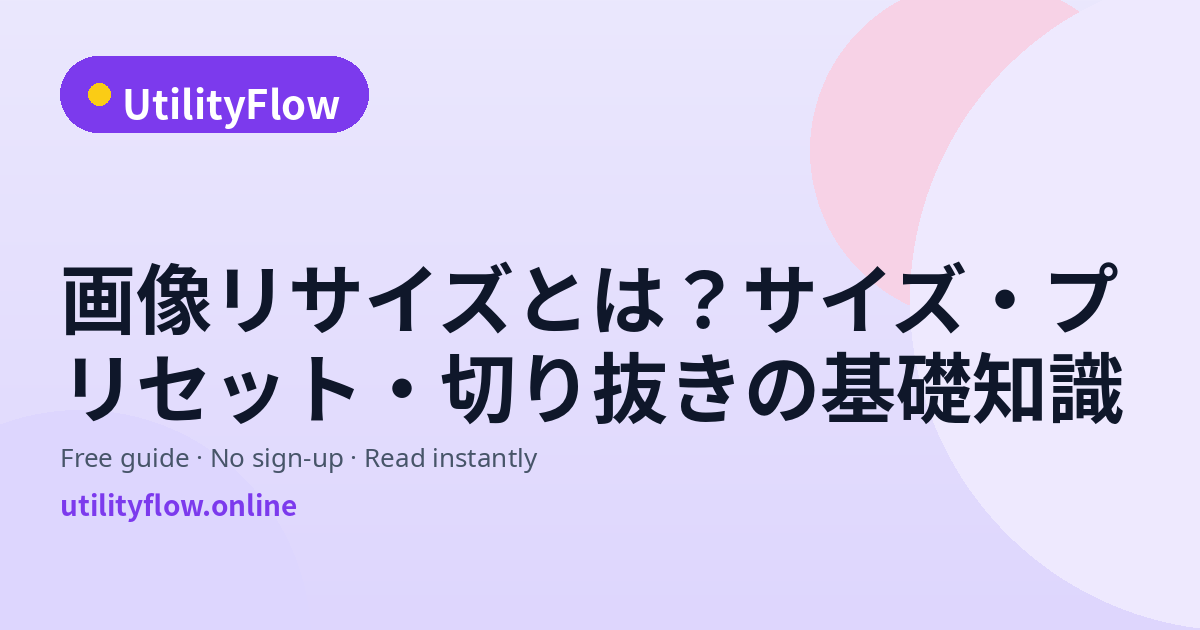 UtilityFlow
画像リサイズとは？サイズ・プ
リセット・切り抜きの基礎知識
Free guide · No sign-up · Read instantly
utilityflow.online